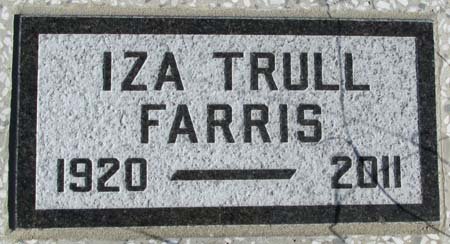 IZA TRULL
FARRIS
1920 — 2011